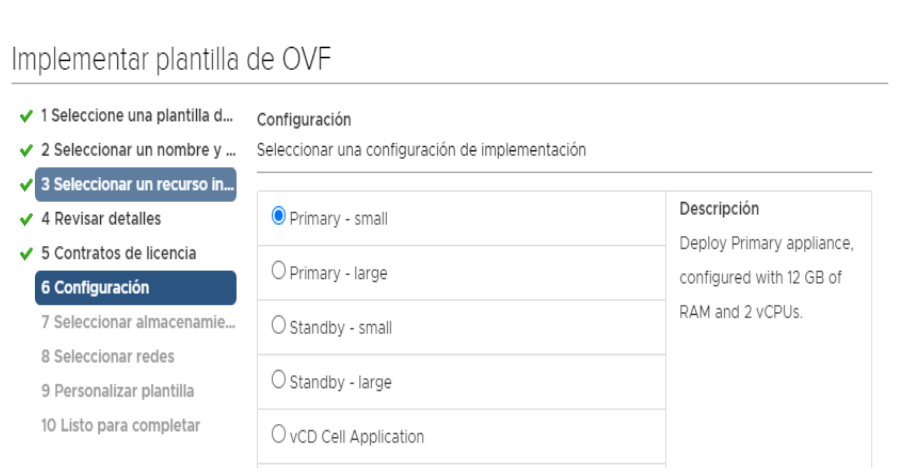 Implementar plantilla de OVF
1 Seleccione una plantilla d...
2 Seleccionar un nombre y ...
3 Seleccionar un recurso in...
4 Revisar detalles
5 Contratos de licencia
6 Configuración
7 Seleccionar almacenamie...
8 Seleccionar redes
9 Personalizar plantilla
10 Listo para completar
Configuración
Seleccionar una configuración de implementación
Primary - small
Primary - large
Standby - small
Standby - large
vCD Cell Application
Descripción
Deploy Primary appliance,
configured with 12 GB of
RAM and 2 vCPUs.